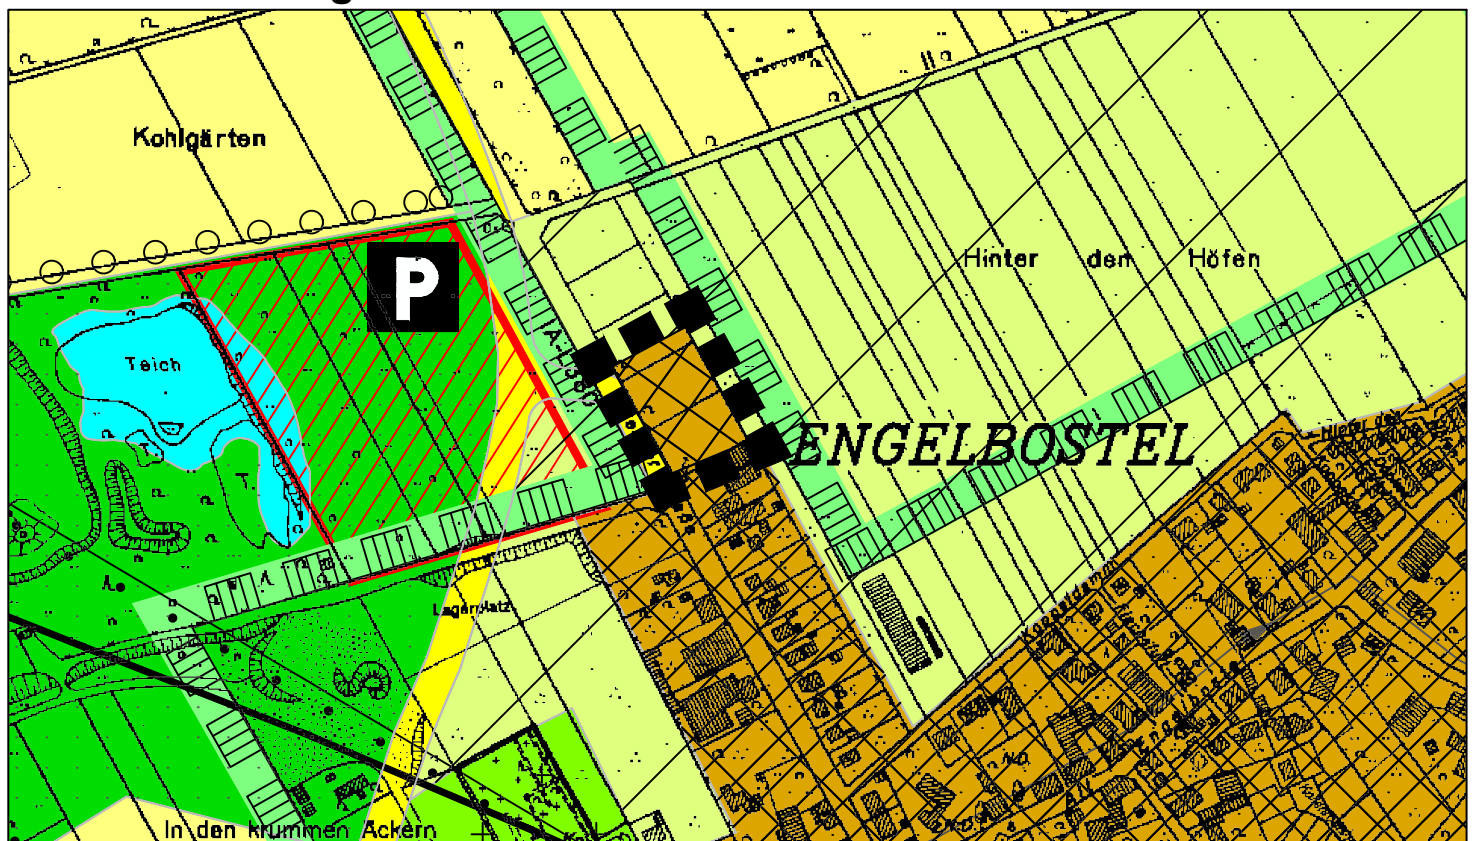 Kohlgärten
P
Hinter den Höfen
Teich
ENGELBOSTEL
Lagerplatz
In den krummen Äckern